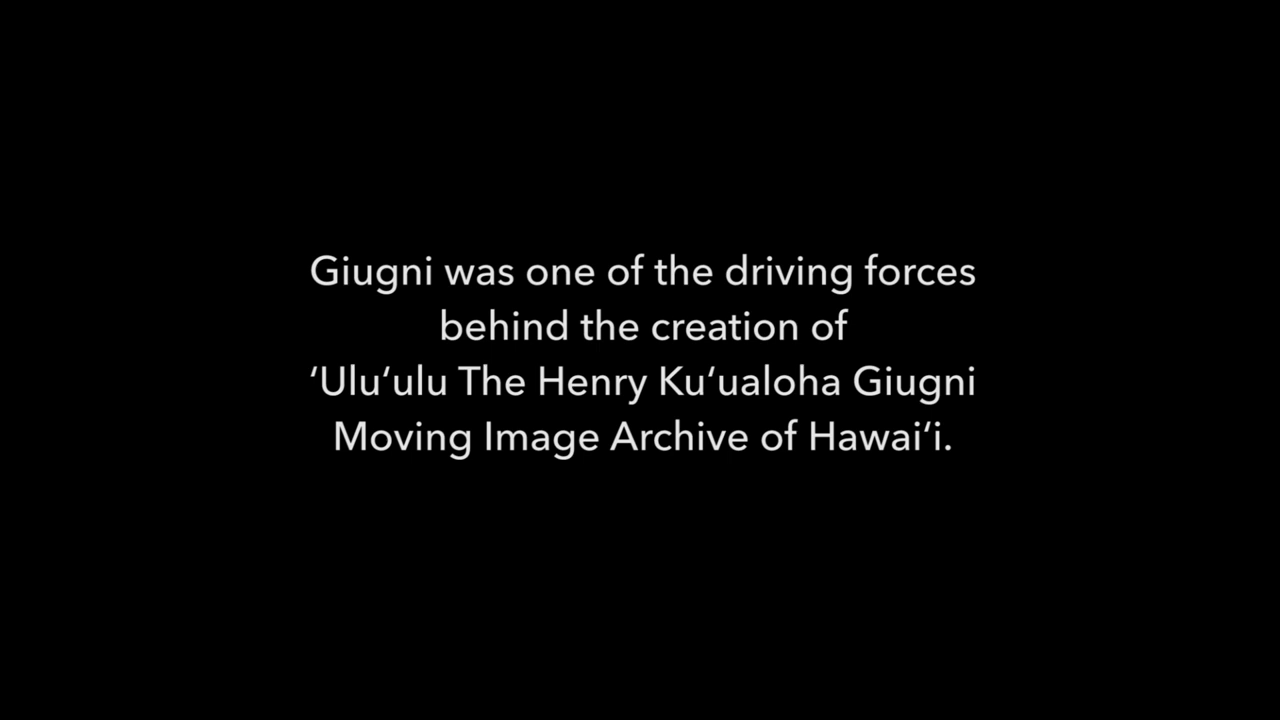 Giugni was one of the driving forces
behind the creation of
ʻUluʻulu The Henry Kuʻualoha Giugni
Moving Image Archive of Hawaiʻi.